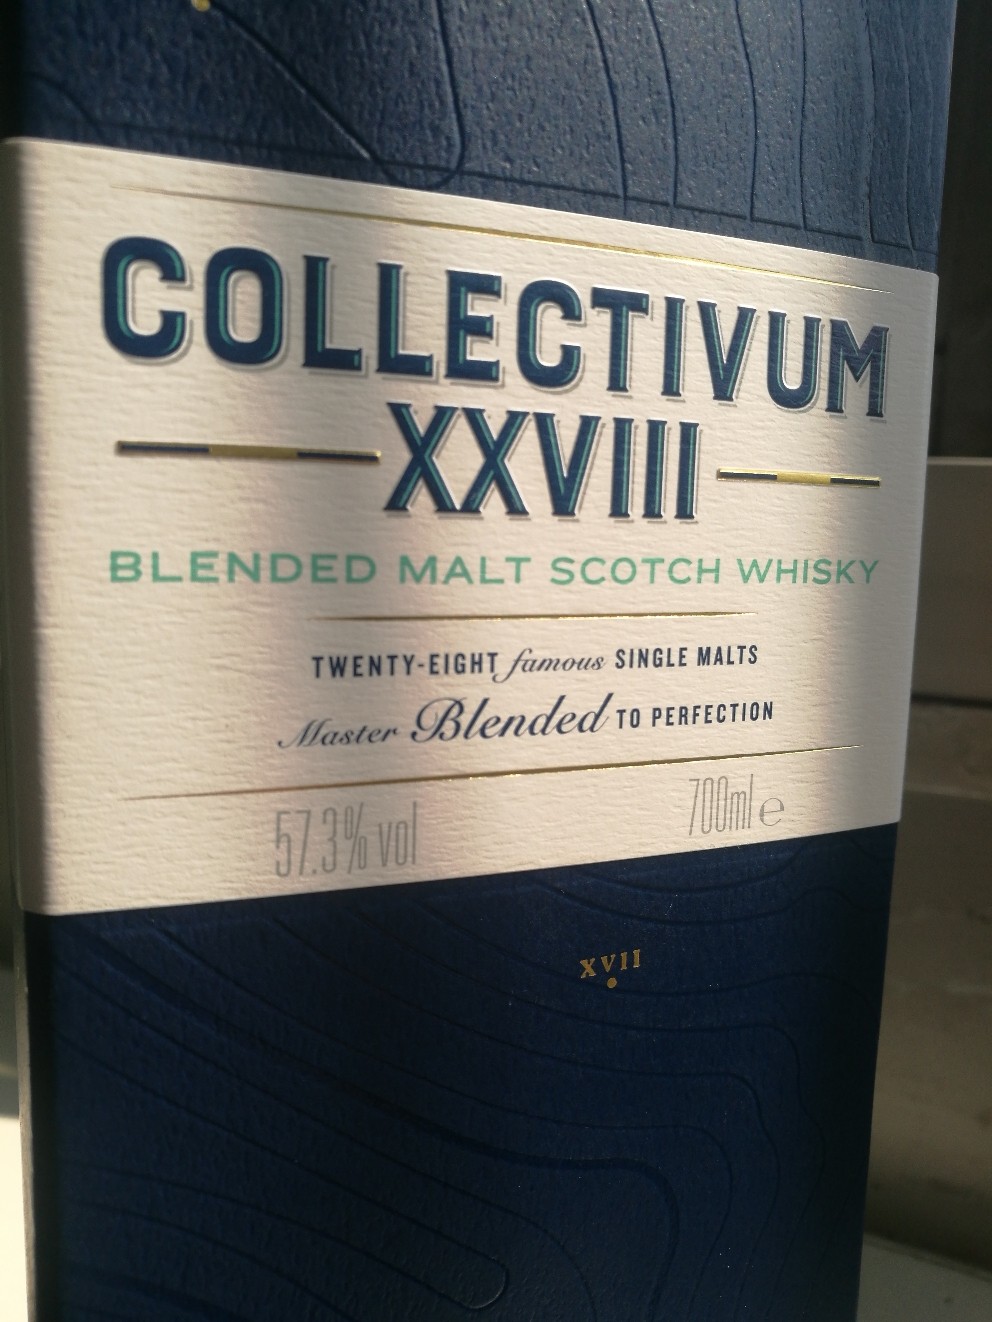 COLLECTIVUM
XXVIII
BLENDED MALT SCOTCH WHISKY
TWENTY-EIGHT famous SINGLE MALTS
Master Blended TO PERFECTION
57.3% vol 700ml e
XVII